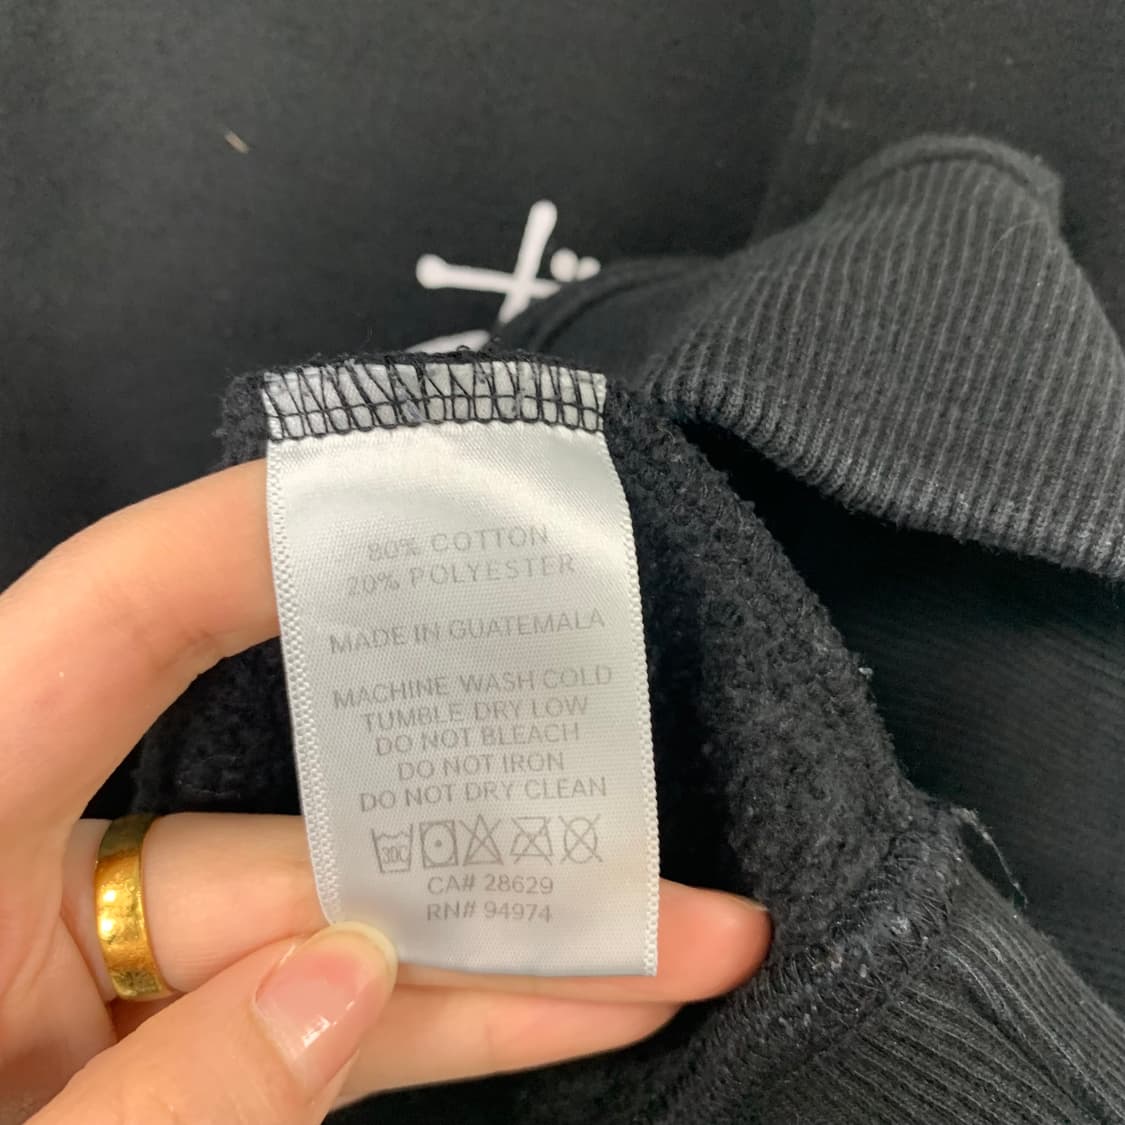 80% COTTON
20% POLYESTER
MADE IN GUATEMALA
MACHINE WASH COLD
TUMBLE DRY LOW
DO NOT BLEACH
DO NOT IRON
DO NOT DRY CLEAN
30C
CA# 28629
RN# 94974